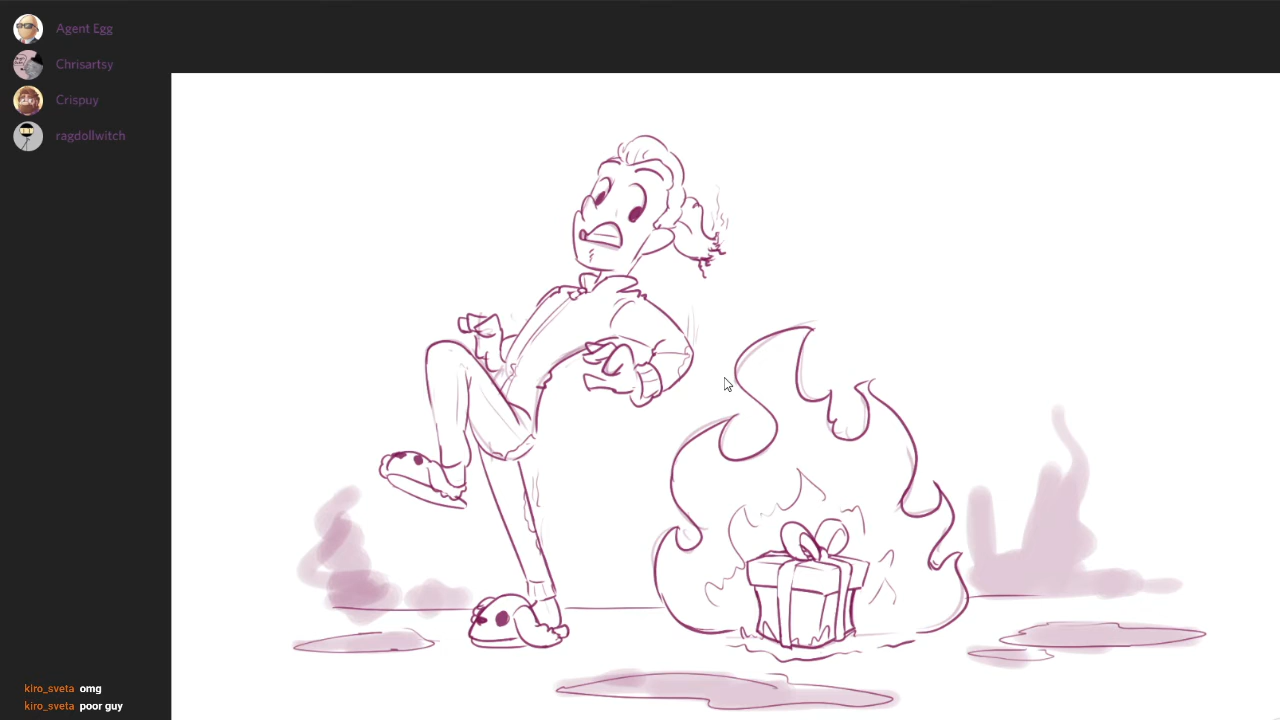 Agent Egg
Chrisartsy
Crispuy
ragdollwitch
kiro_sveta omg
kiro_sveta poor guy